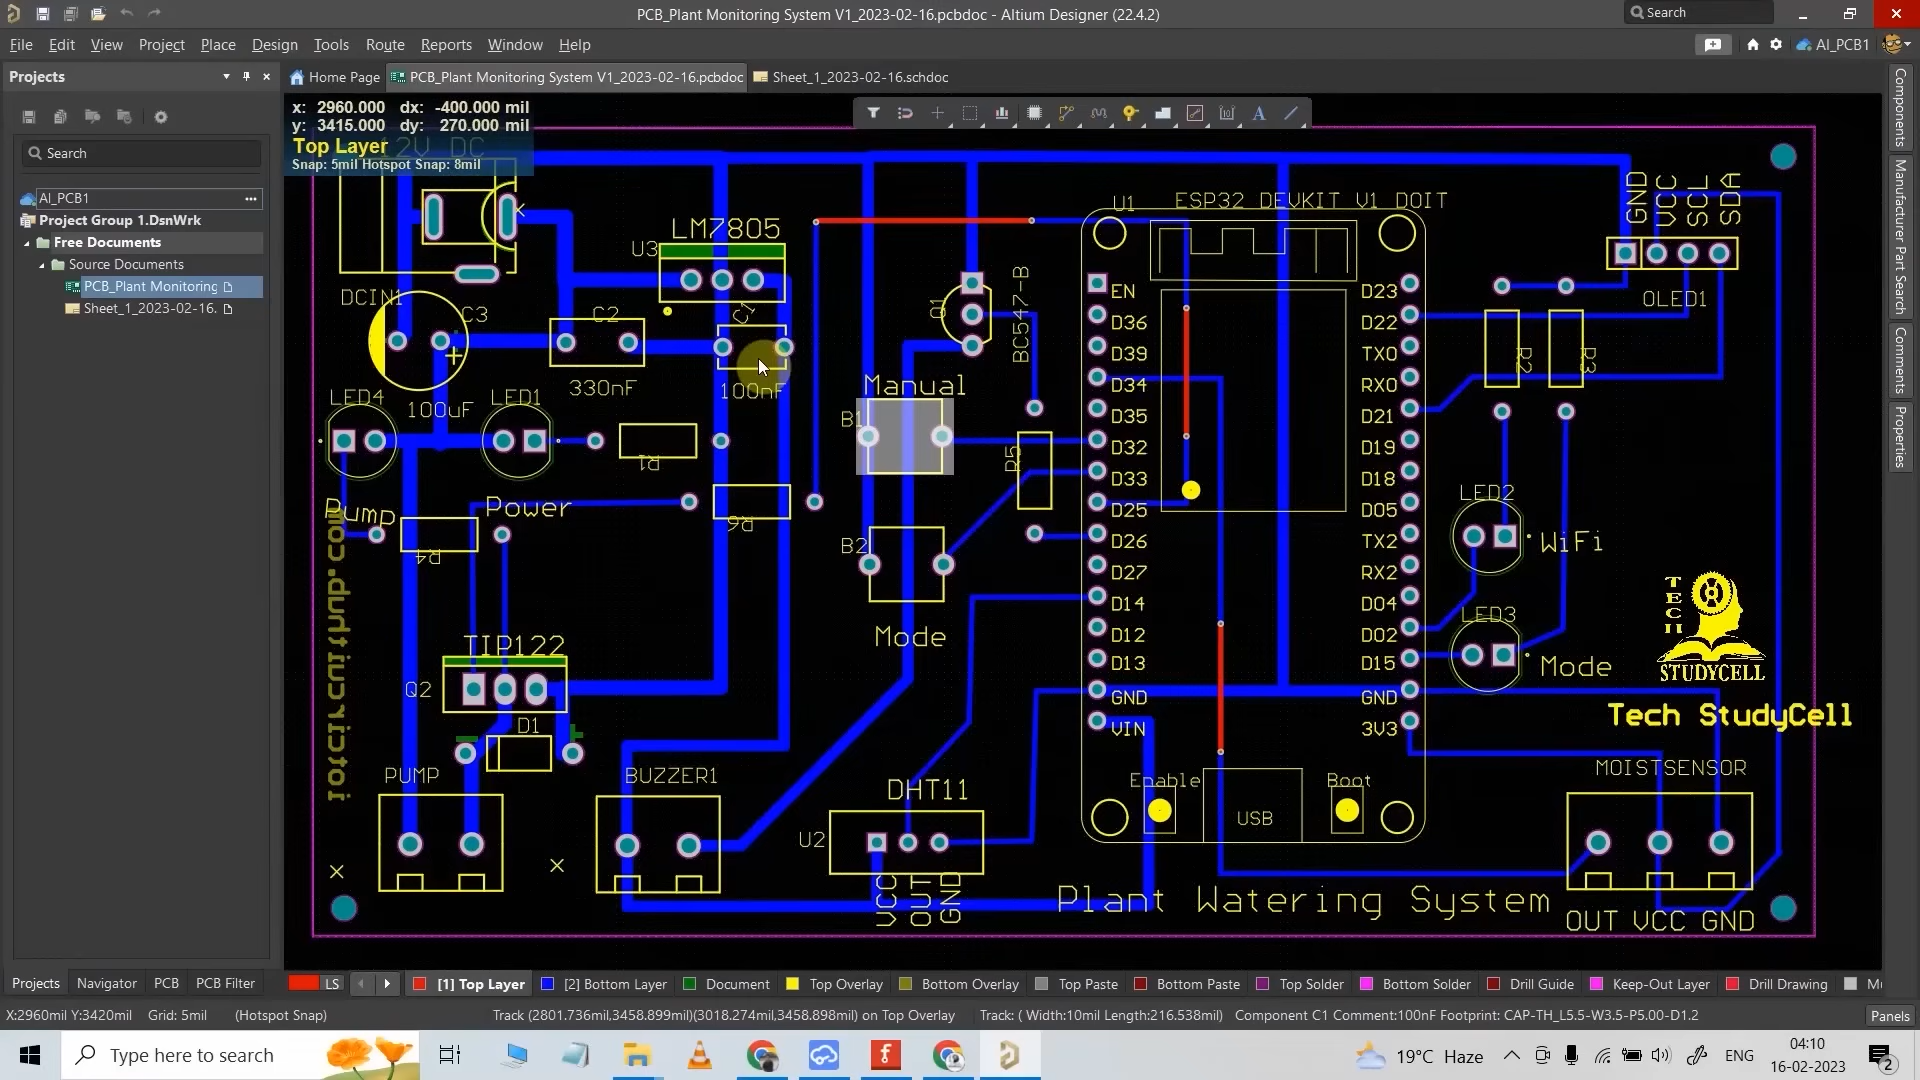 PCB_Plant Monitoring System V1_2023-02-16.pcbdoc - Altium Designer (22.4.2)
Search
File Edit View Project Place Design Tools Route Reports Window Help
AI_PCB1
Projects
Home Page
PCB_Plant Monitoring System V1_2023-02-16.pcbdoc
Sheet_1_2023-02-16.schdoc
x: 2960.000 dx: -400.000 mil
y: 3415.000 dy: 270.000 mil
Top Layer
Snap: 5mil Hotspot Snap: 8mil
Search
AI_PCB1
Project Group 1.DsnWrk
Free Documents
Source Documents
PCB_Plant Monitoring
Sheet_1_2023-02-16.
12V DC
DCIN1
C3
100uF
C2
330nF
LM7805
U3
C1
100nF
LED4
LED1
R1
Pump
Power
R4
R6
iotcircuithub.com
TIP122
Q2
D1
PUMP
BUZZER1
Q1
BC547-B
Manual
B1
R5
B2
Mode
DHT11
U2
VCC
OUT
GND
U1
ESP32 DEVKIT V1 DOIT
EN
D36
D39
D34
D35
D32
D33
D25
D26
D27
D14
D12
D13
GND
VIN
D23
D22
TX0
RX0
D21
D19
D18
D05
TX2
RX2
D04
D02
D15
GND
3V3
Enable
USB
Boot
Plant Watering System
GND
VCC
SCL
SDA
OLED1
R2
R3
LED2
WiFi
LED3
Mode
TECH
STUDYCELL
Tech StudyCell
MOISTSENSOR
OUT VCC GND
Components
Manufacturer Part Search
Comments
Properties
Projects Navigator PCB PCB Filter
LS
[1] Top Layer
[2] Bottom Layer
Document
Top Overlay
Bottom Overlay
Top Paste
Bottom Paste
Top Solder
Bottom Solder
Drill Guide
Keep-Out Layer
Drill Drawing
X:2960mil Y:3420mil Grid: 5mil (Hotspot Snap)
Track (2801.736mil,3458.899mil)(3018.274mil,3458.898mil) on Top Overlay
Track: ( Width:10mil Length:216.538mil)
Component C1 Comment:100nF Footprint: CAP-TH_L5.5-W3.5-P5.00-D1.2
Panels
Type here to search
19°C Haze
ENG
04:10
16-02-2023
2